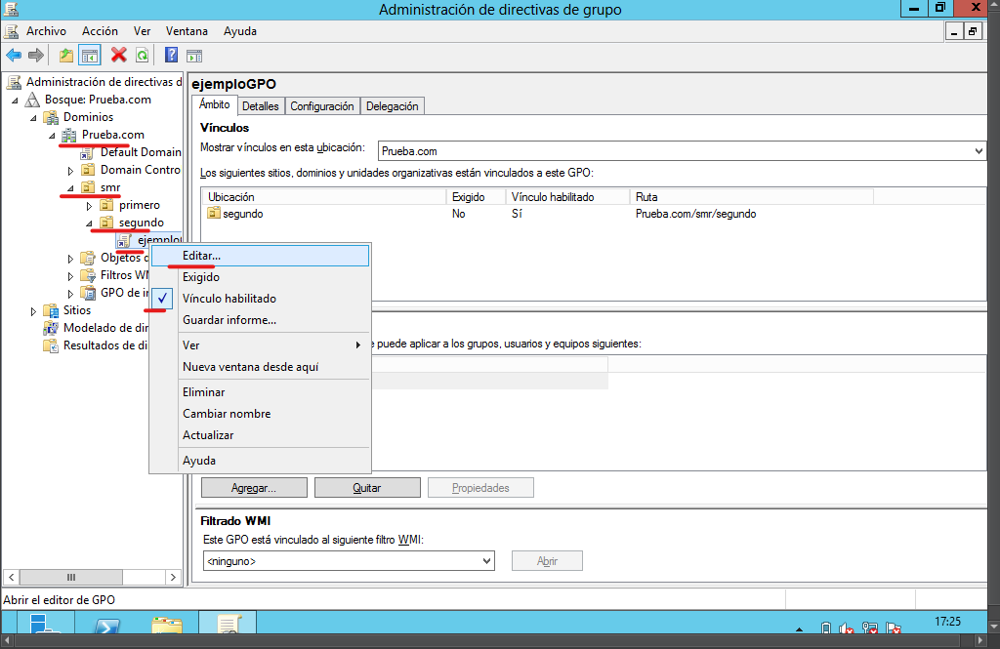 Administración de directivas de grupo
Archivo Acción Ver Ventana Ayuda
Administración de directivas d
Bosque: Prueba.com
Dominios
Prueba.com
Default Domain
Domain Contro
smr
primero
segundo
ejemplo
Objetos d
Filtros WM
GPO de in
Sitios
Modelado de dir
Resultados de di
ejemploGPO
Ámbito Detalles Configuración Delegación
Vínculos
Mostrar vínculos en esta ubicación: Prueba.com
Los siguientes sitios, dominios y unidades organizativas están vinculados a este GPO:
Ubicación Exigido Vínculo habilitado Ruta
segundo No Sí Prueba.com/smr/segundo
Editar...
Exigido
Vínculo habilitado
Guardar informe...
Ver
Nueva ventana desde aquí
Eliminar
Cambiar nombre
Actualizar
Ayuda
e puede aplicar a los grupos, usuarios y equipos siguientes:
Agregar... Quitar Propiedades
Filtrado WMI
Este GPO está vinculado al siguiente filtro WMI:
<ninguno> Abrir
Abrir el editor de GPO
17:25